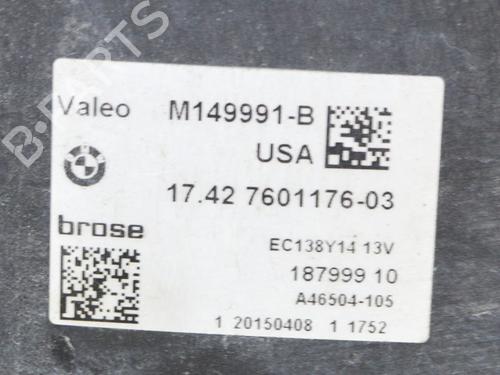 B-PARTS
Valeo M149991-B
USA
17.42 7601176-03
brose
EC138Y14 13V
187999 10
A46504-105
1 20150408 1 1752